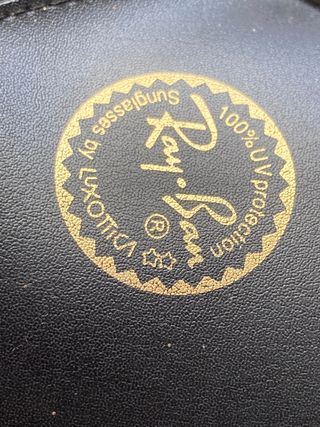 100% UV protection
Ray-Ban
®
Sunglasses by LUXOTTICA